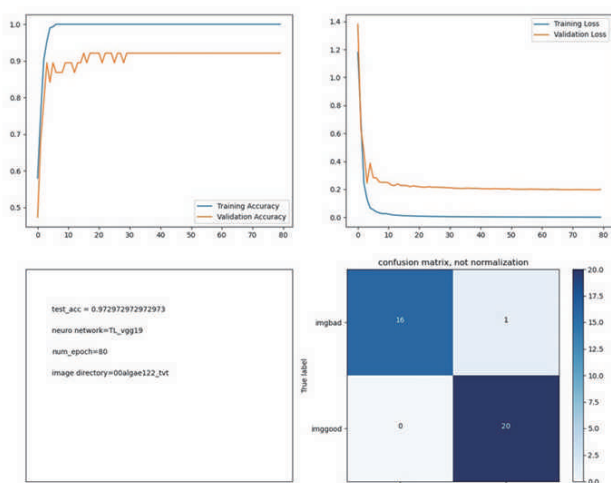 1.0
0.9
0.8
0.7
0.6
0.5
Training Accuracy
Validation Accuracy
0 10 20 30 40 50 60 70 80
1.4
1.2
1.0
0.8
0.6
0.4
0.2
0.0
Training Loss
Validation Loss
0 10 20 30 40 50 60 70 80
test_acc = 0.972972972972973
neuro network=TL_vgg19
num_epoch=80
image directory=00algae122_tvt
confusion matrix, not normalization
True label
imgbad
imggood
16 1
0 20
20.0
17.5
15.0
12.5
10.0
7.5
5.0
2.5
0.0